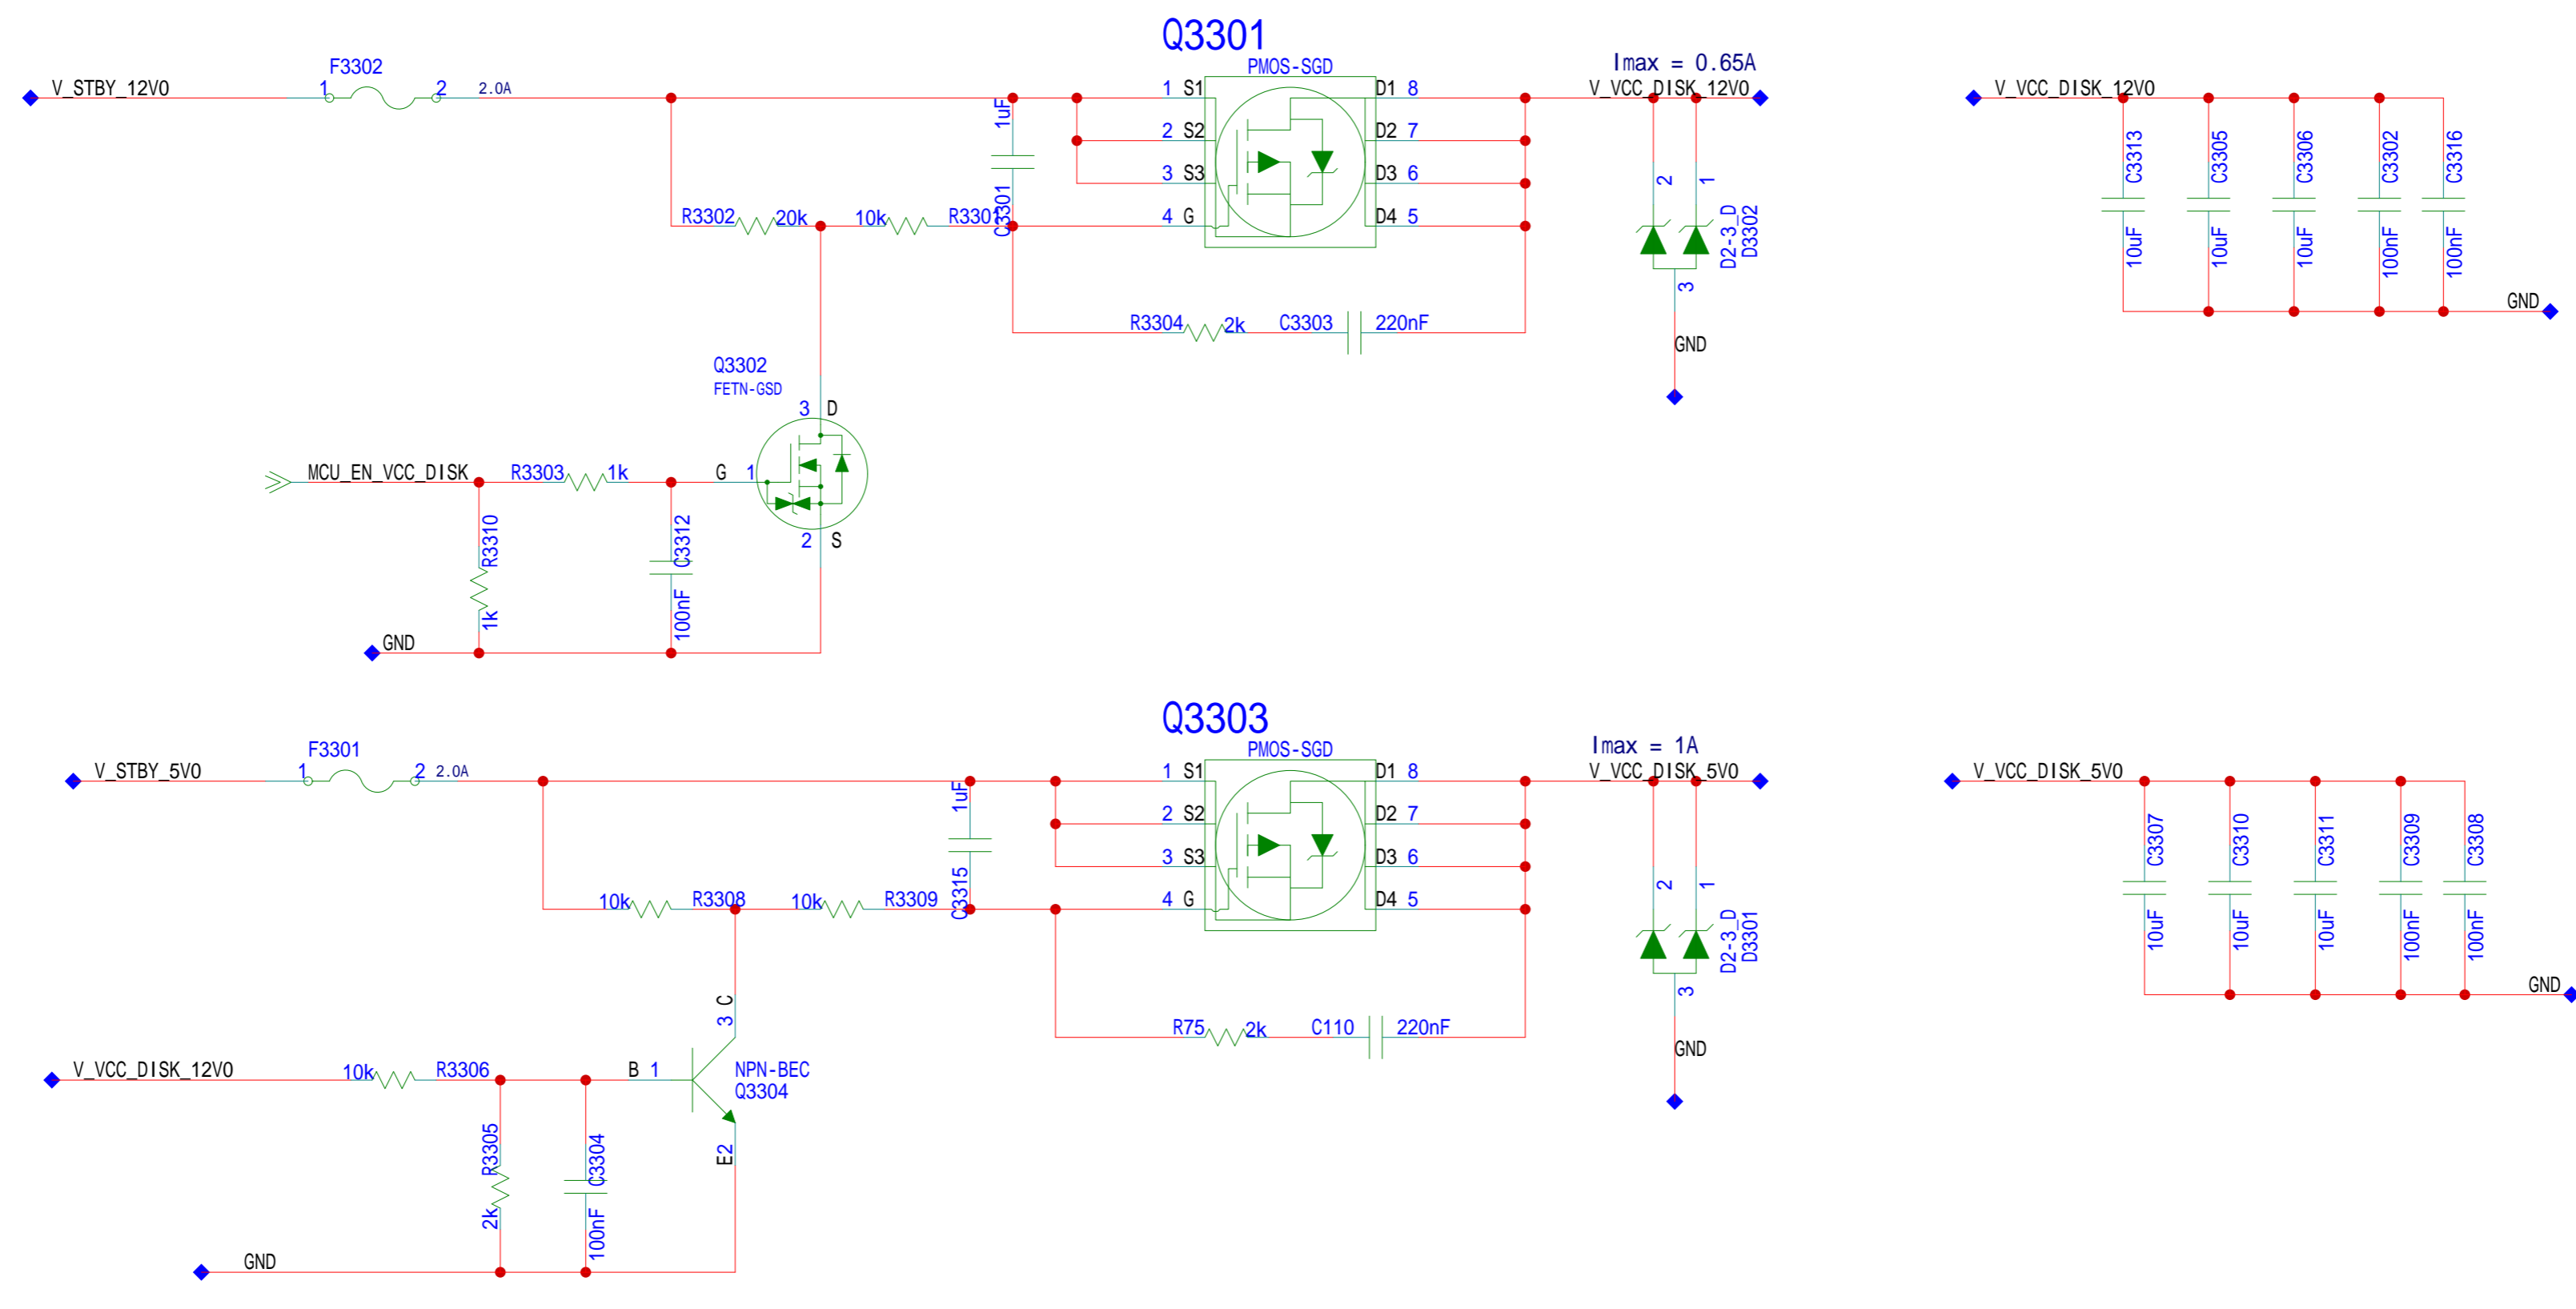 Q3301
PMOS-SGD
Imax = 0.65A
F3302
V_STBY_12V0
1
2
2.0A
V_VCC_DISK_12V0
V_VCC_DISK_12V0
1 S1
D1 8
2 S2
D2 7
3 S3
D3 6
4 G
D4 5
1uF
C3301
R3302
20k
10k
R3301
2
1
3
D2-3_D
D3302
GND
C3313
C3305
C3306
C3302
C3316
10uF
10uF
10uF
100nF
100nF
GND
R3304
2k
C3303
220nF
Q3302
FETN-GSD
3 D
MCU_EN_VCC_DISK
R3303
1k
G 1
2 S
R3310
1k
C3312
100nF
GND
Q3303
PMOS-SGD
Imax = 1A
F3301
V_STBY_5V0
1
2
2.0A
V_VCC_DISK_5V0
V_VCC_DISK_5V0
1 S1
D1 8
2 S2
D2 7
3 S3
D3 6
4 G
D4 5
1uF
C3315
10k
R3308
10k
R3309
2
1
3
D2-3_D
D3301
GND
C3307
C3310
C3311
C3309
C3308
10uF
10uF
10uF
100nF
100nF
GND
R75
2k
C110
220nF
3 C
V_VCC_DISK_12V0
10k
R3306
B 1
NPN-BEC
Q3304
E 2
R3305
2k
C3304
100nF
GND